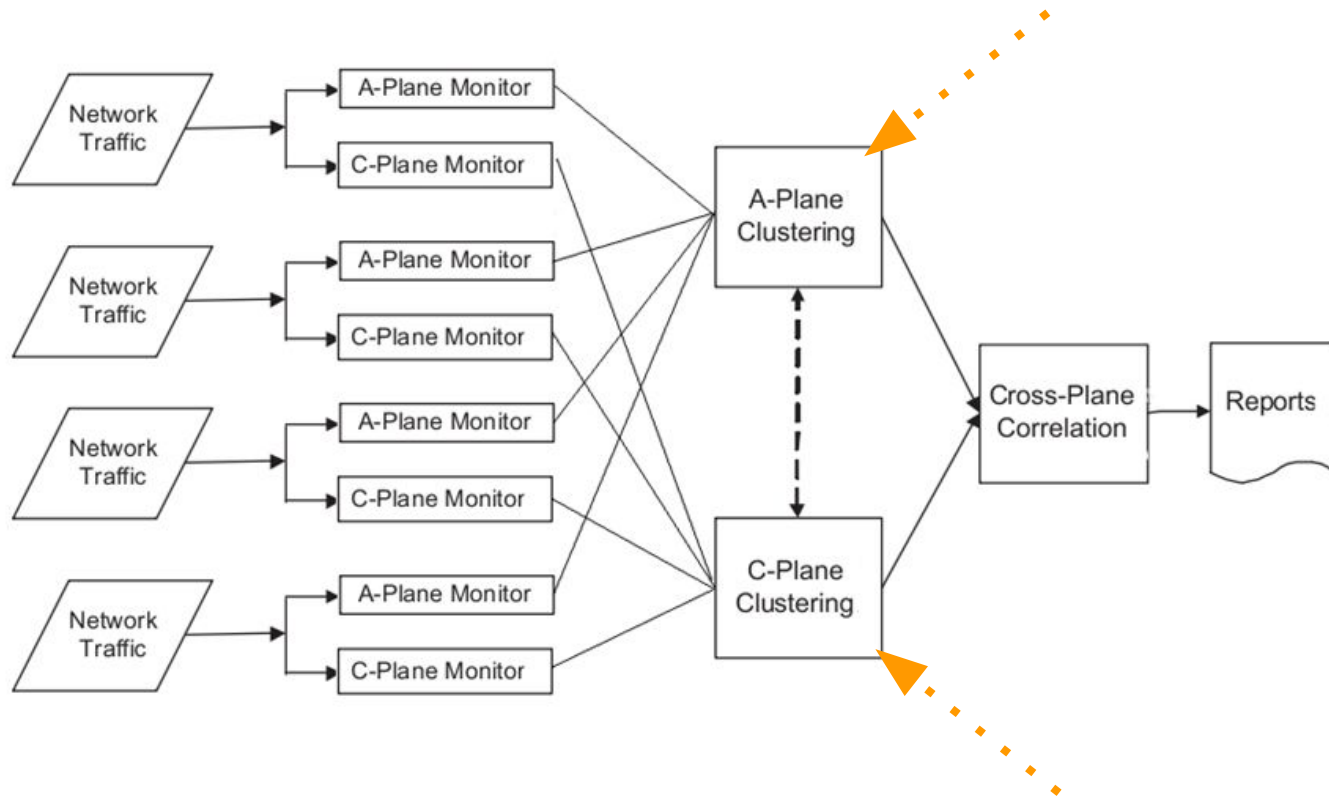 Network
Traffic
A-Plane Monitor
C-Plane Monitor
Network
Traffic
A-Plane Monitor
C-Plane Monitor
Network
Traffic
A-Plane Monitor
C-Plane Monitor
Network
Traffic
A-Plane Monitor
C-Plane Monitor
A-Plane
Clustering
C-Plane
Clustering
Cross-Plane
Correlation
Reports